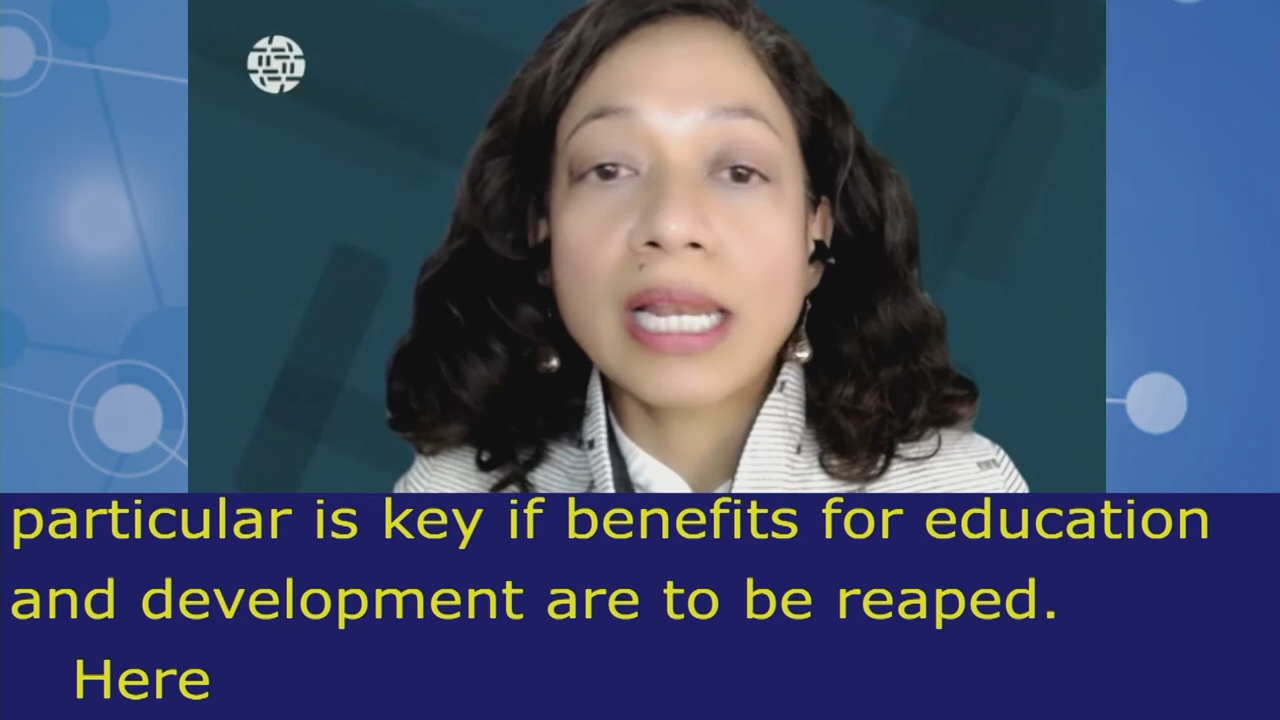 particular is key if benefits for education
and development are to be reaped.
Here